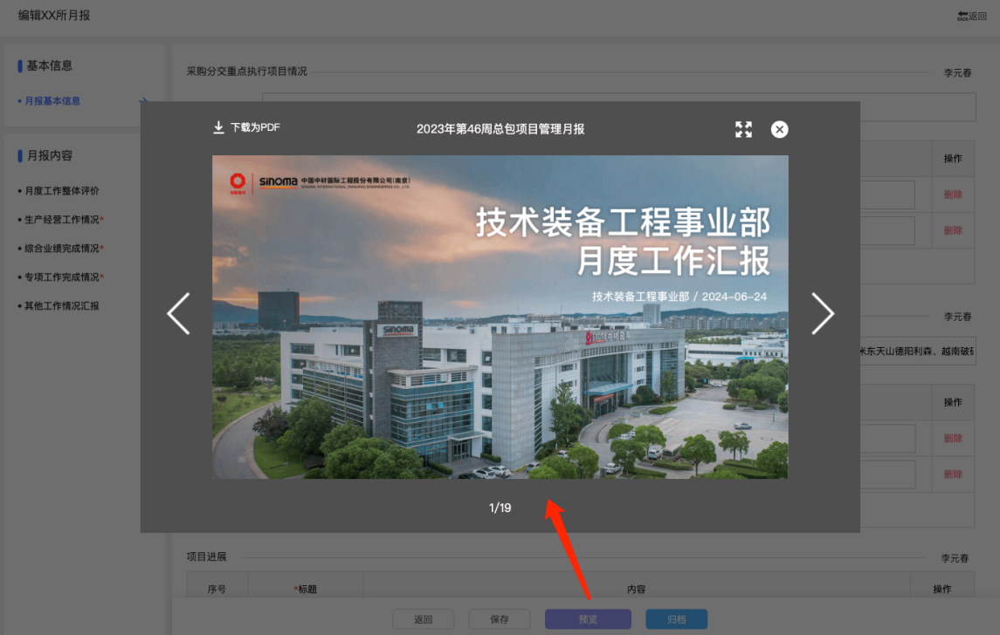 编辑XX所月报
返回
基本信息
采购分交重点执行项目情况
李元春
• 月报基本信息
下载为PDF
2023年第46周总包项目管理月报
月报内容
操作
sinoma 中国中材国际工程股份有限公司(南京)
SINOMA INTERNATIONAL (NANJING) ENGINEERING CO., LTD
• 月度工作整体评价
删除
• 生产经营工作情况*
技术装备工程事业部
删除
• 综合业绩完成情况*
月度工作汇报
• 专项工作完成情况*
技术装备工程事业部 / 2024-06-24
• 其他工作情况汇报
李元春
sinoma
米东天山德阳利森、越南破碎
操作
删除
删除
1/19
项目进展
李元春
序号
*标题
内容
操作
返回
保存
预览
归档